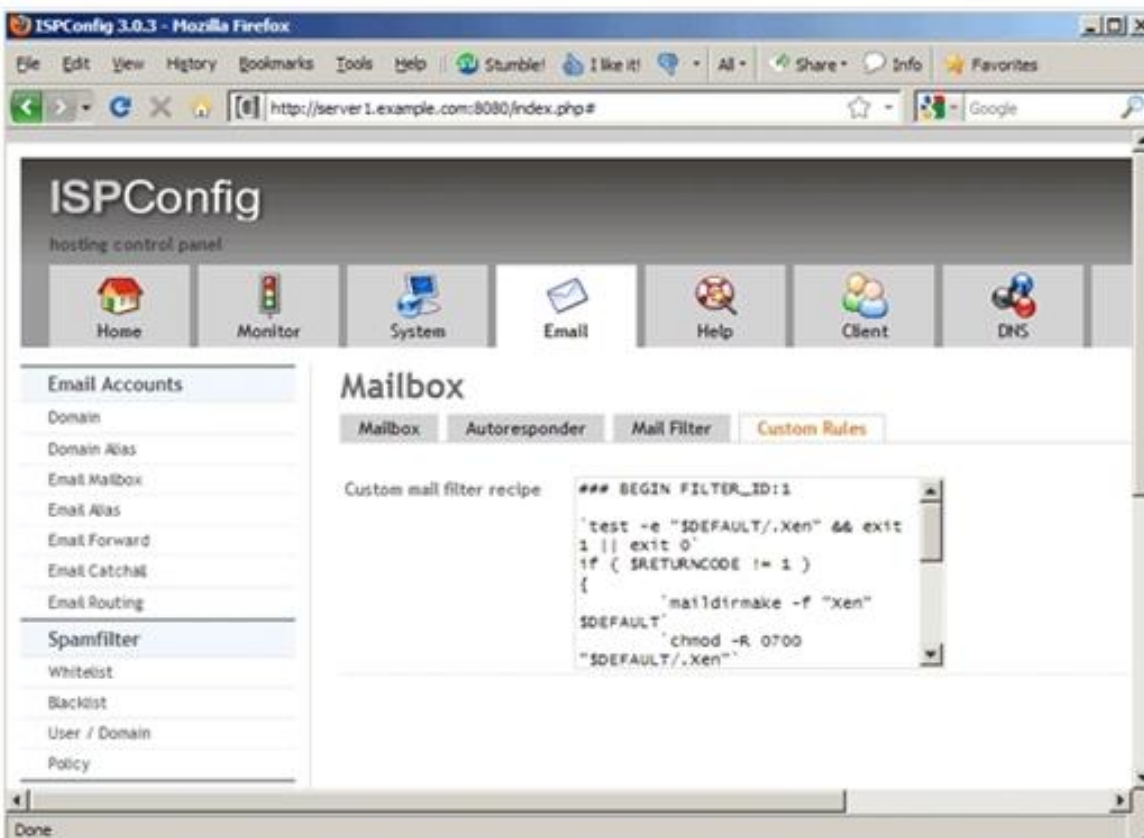 ISPConfig 3.0.3 - Mozilla Firefox
File Edit View History Bookmarks Tools Help Stumble! I like it! All Share Info Favorites
http://server1.example.com:8080/index.php# Google
ISPConfig
hosting control panel
Home Monitor System Email Help Client DNS
Email Accounts
Domain
Domain Alias
Email Mailbox
Email Alias
Email Forward
Email Catchall
Email Routing
Spamfilter
Whitelist
Blacklist
User / Domain
Policy
Mailbox
Mailbox Autoresponder Mail Filter Custom Rules
Custom mail filter recipe
### BEGIN FILTER_ID:1
`test -e "$DEFAULT/.Xen" && exit
1 || exit 0`
if ( $RETURNCODE != 1 )
{
`maildirmake -f "Xen"
$DEFAULT`
`chmod -R 0700
"$DEFAULT/.Xen"`
Done